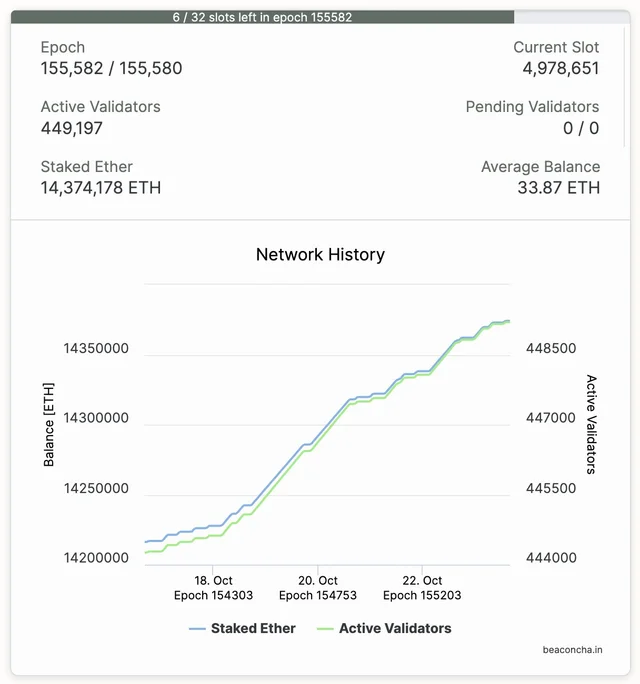 6 / 32 slots left in epoch 155582
Epoch
155,582 / 155,580
Current Slot
4,978,651
Active Validators
449,197
Pending Validators
0 / 0
Staked Ether
14,374,178 ETH
Average Balance
33.87 ETH
Network History
14350000
14300000
14250000
14200000
Balance [ETH]
448500
447000
445500
444000
Active Validators
18. Oct
Epoch 154303
20. Oct
Epoch 154753
22. Oct
Epoch 155203
Staked Ether
Active Validators
beaconcha.in